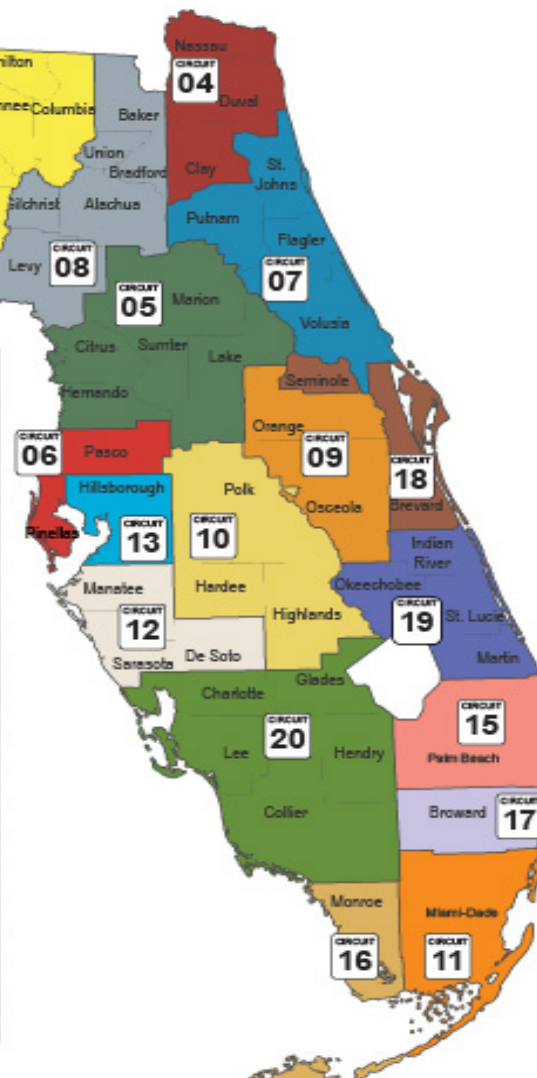 Nassau
CIRCUIT
04
Duval
Clay
ilton
nnee
Columbia
Baker
Union
Bradford
Gilchrist
Alachua
Levy
CIRCUIT
08
St.
Johns
Putnam
Flagler
CIRCUIT
07
Volusia
CIRCUIT
05
Marion
Citrus
Sumter
Lake
Hernando
Seminole
Orange
CIRCUIT
09
Osceola
CIRCUIT
18
Brevard
CIRCUIT
06
Pasco
Pinellas
Hillsborough
CIRCUIT
13
Polk
CIRCUIT
10
Hardee
Highlands
Indian
River
Okeechobee
CIRCUIT
19
St. Lucie
Martin
Manatee
CIRCUIT
12
Sarasota
De Soto
Glades
Charlotte
CIRCUIT
20
Lee
Hendry
Collier
CIRCUIT
15
Palm Beach
Broward
CIRCUI
17
Monroe
CIRCUIT
16
Miami-Dade
CIRCUIT
11